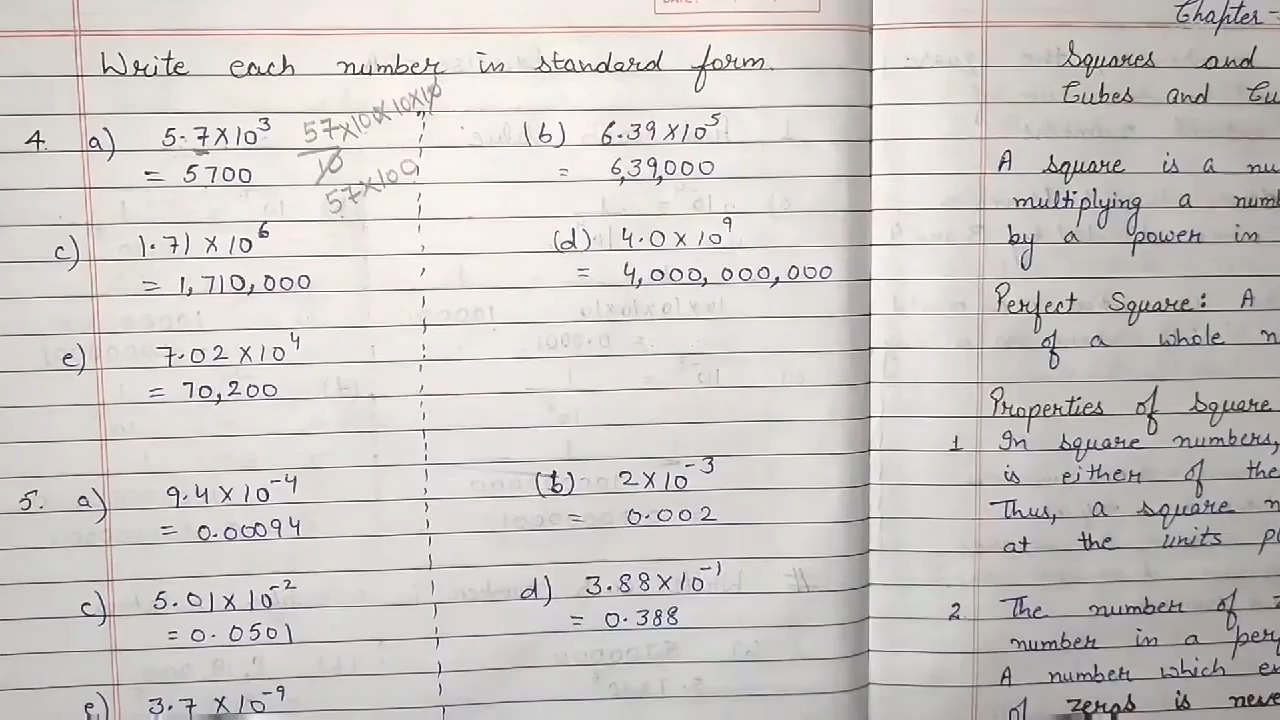 Write each number in standard form.
4. a) 5.7×10³
= 5700
57×10×10×10
10
57×100
(b) 6.39×10⁵
= 6,39,000
c) 1.71×10⁶
= 1,710,000
(d) 4.0×10⁹
= 4,000,000,000
e) 7.02×10⁴
= 70,200
5. a) 9.4×10⁻⁴
= 0.00094
(b) 2×10⁻³
= 0.002
c) 5.01×10⁻²
= 0.0501
d) 3.88×10⁻¹
= 0.388
e) 3.7×10⁻⁹
Chapter-
Squares and
Cubes and Cu
A square is a nu
multiplying a num
by a power in
Perfect Square: A
of a whole n
Properties of Square
1 In square numbers,
is either of the
Thus, a square n
at the units p
2. The number of
number in a per
A number which e
of zeros is neve